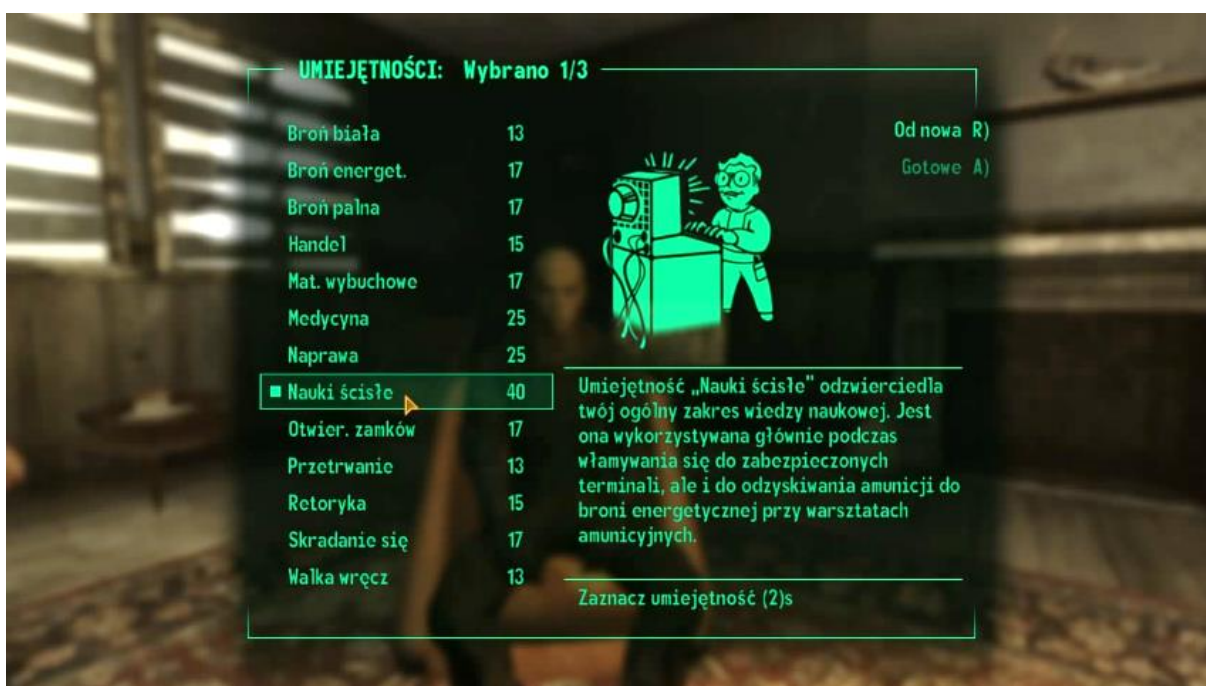 UMIEJĘTNOŚCI: Wybrano 1/3
Broń biała 13
Broń energet. 17
Broń palna 17
Handel 15
Mat. wybuchowe 17
Medycyna 25
Naprawa 25
Nauki ścisłe 40
Otwier. zamków 17
Przetrwanie 13
Retoryka 15
Skradanie się 17
Walka wręcz 13
Od nowa R)
Gotowe A)
Umiejętność „Nauki ścisłe” odzwierciedla
twój ogólny zakres wiedzy naukowej. Jest
ona wykorzystywana głównie podczas
włamywania się do zabezpieczonych
terminali, ale i do odzyskiwania amunicji do
broni energetycznej przy warsztatach
amunicyjnych.
Zaznacz umiejętność (2)s